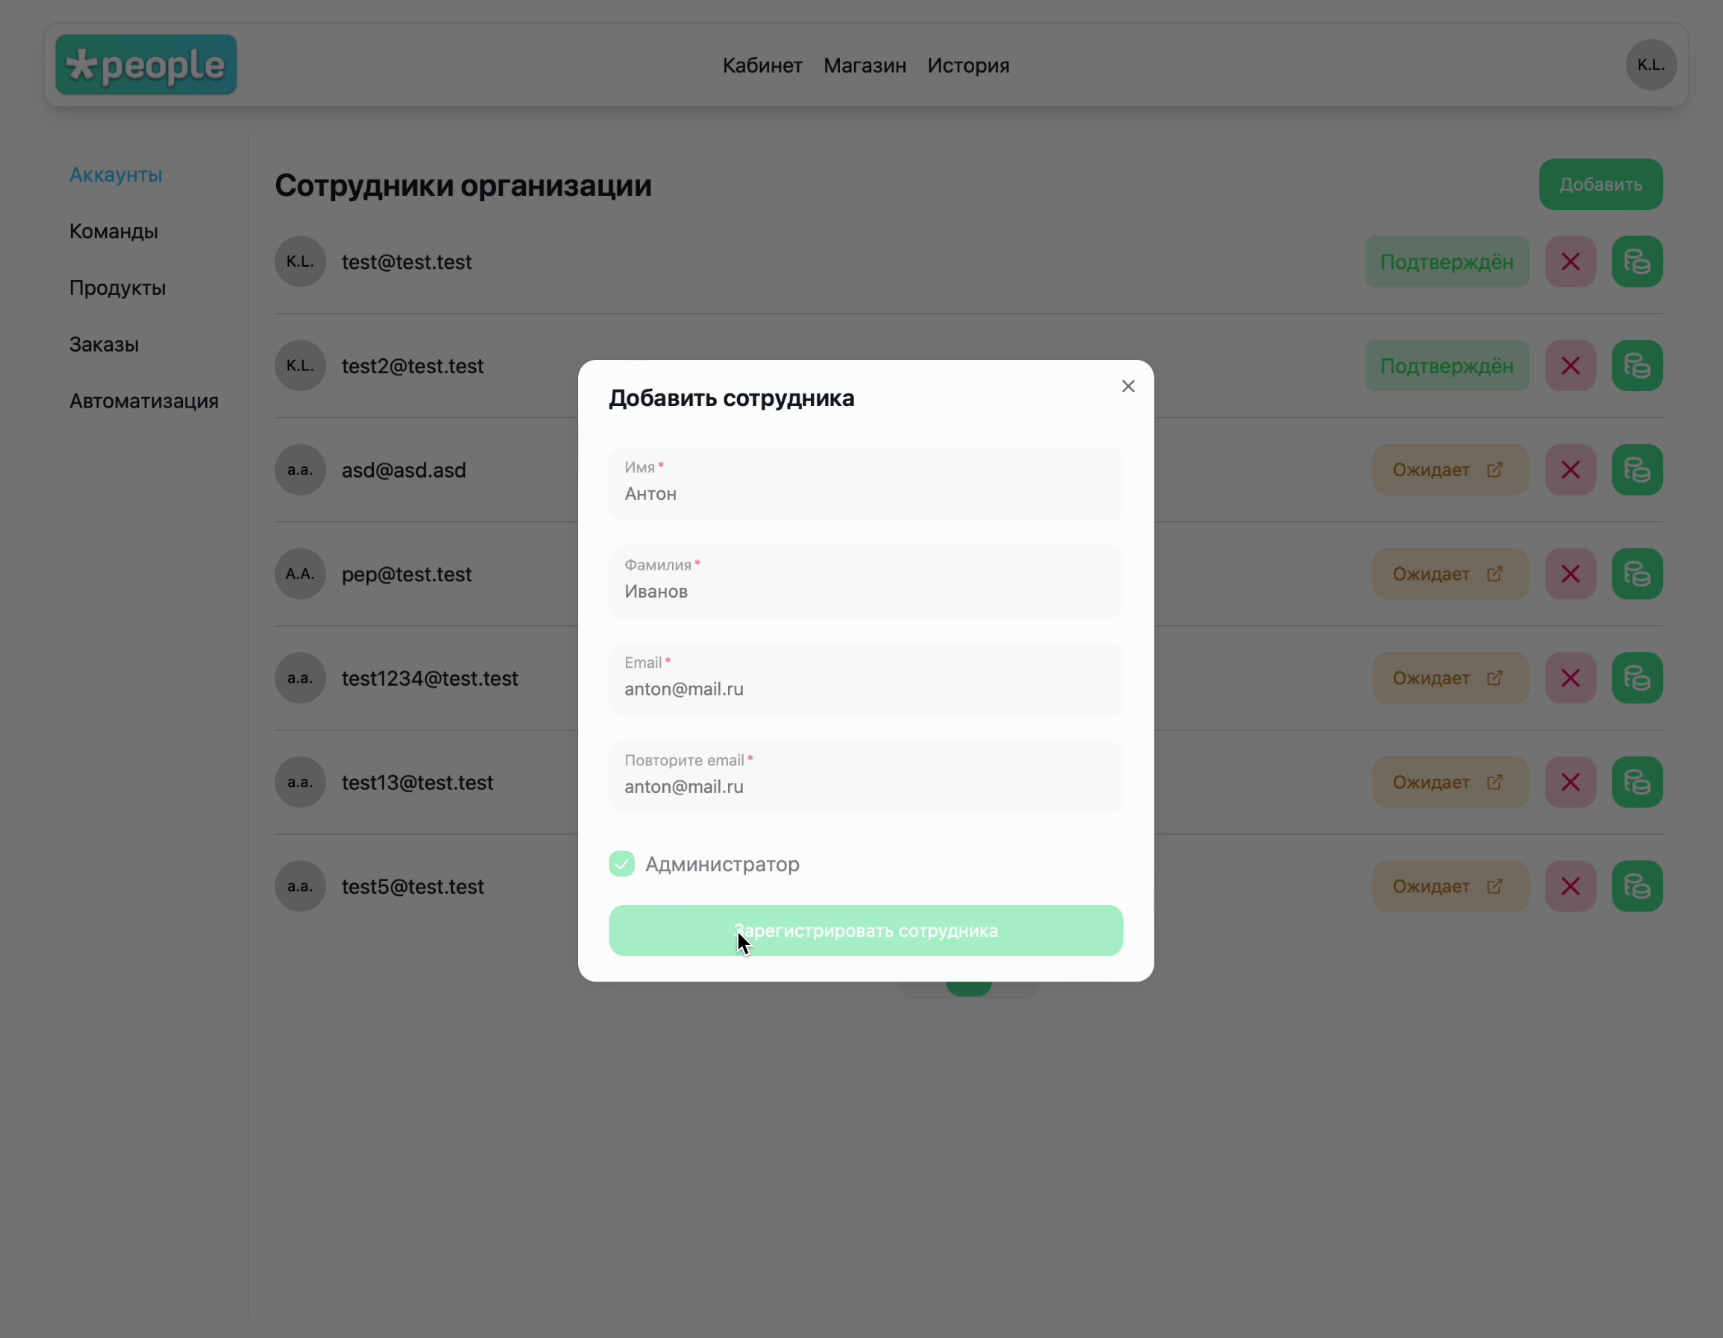 *people
Кабинет Магазин История
K.L.
Аккаунты
Команды
Продукты
Заказы
Автоматизация
Сотрудники организации
Добавить
K.L. test@test.test Подтверждён
K.L. test2@test.test Подтверждён
a.a. asd@asd.asd Ожидает
A.A. pep@test.test Ожидает
a.a. test1234@test.test Ожидает
a.a. test13@test.test Ожидает
a.a. test5@test.test Ожидает
Добавить сотрудника
Имя*
Антон
Фамилия*
Иванов
Email*
anton@mail.ru
Повторите email*
anton@mail.ru
Администратор
Зарегистрировать сотрудника